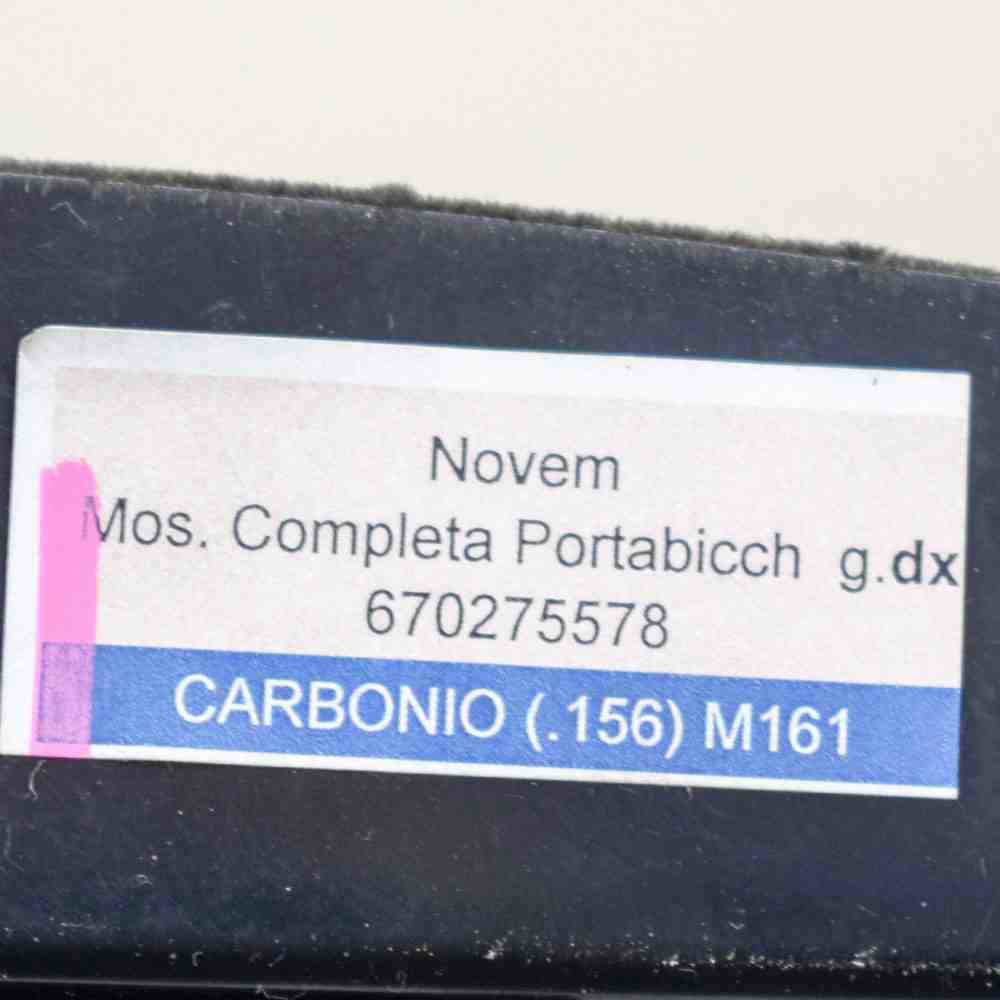 Novem
Mos. Completa Portabicch g.dx
670275578
CARBONIO (.156) M161